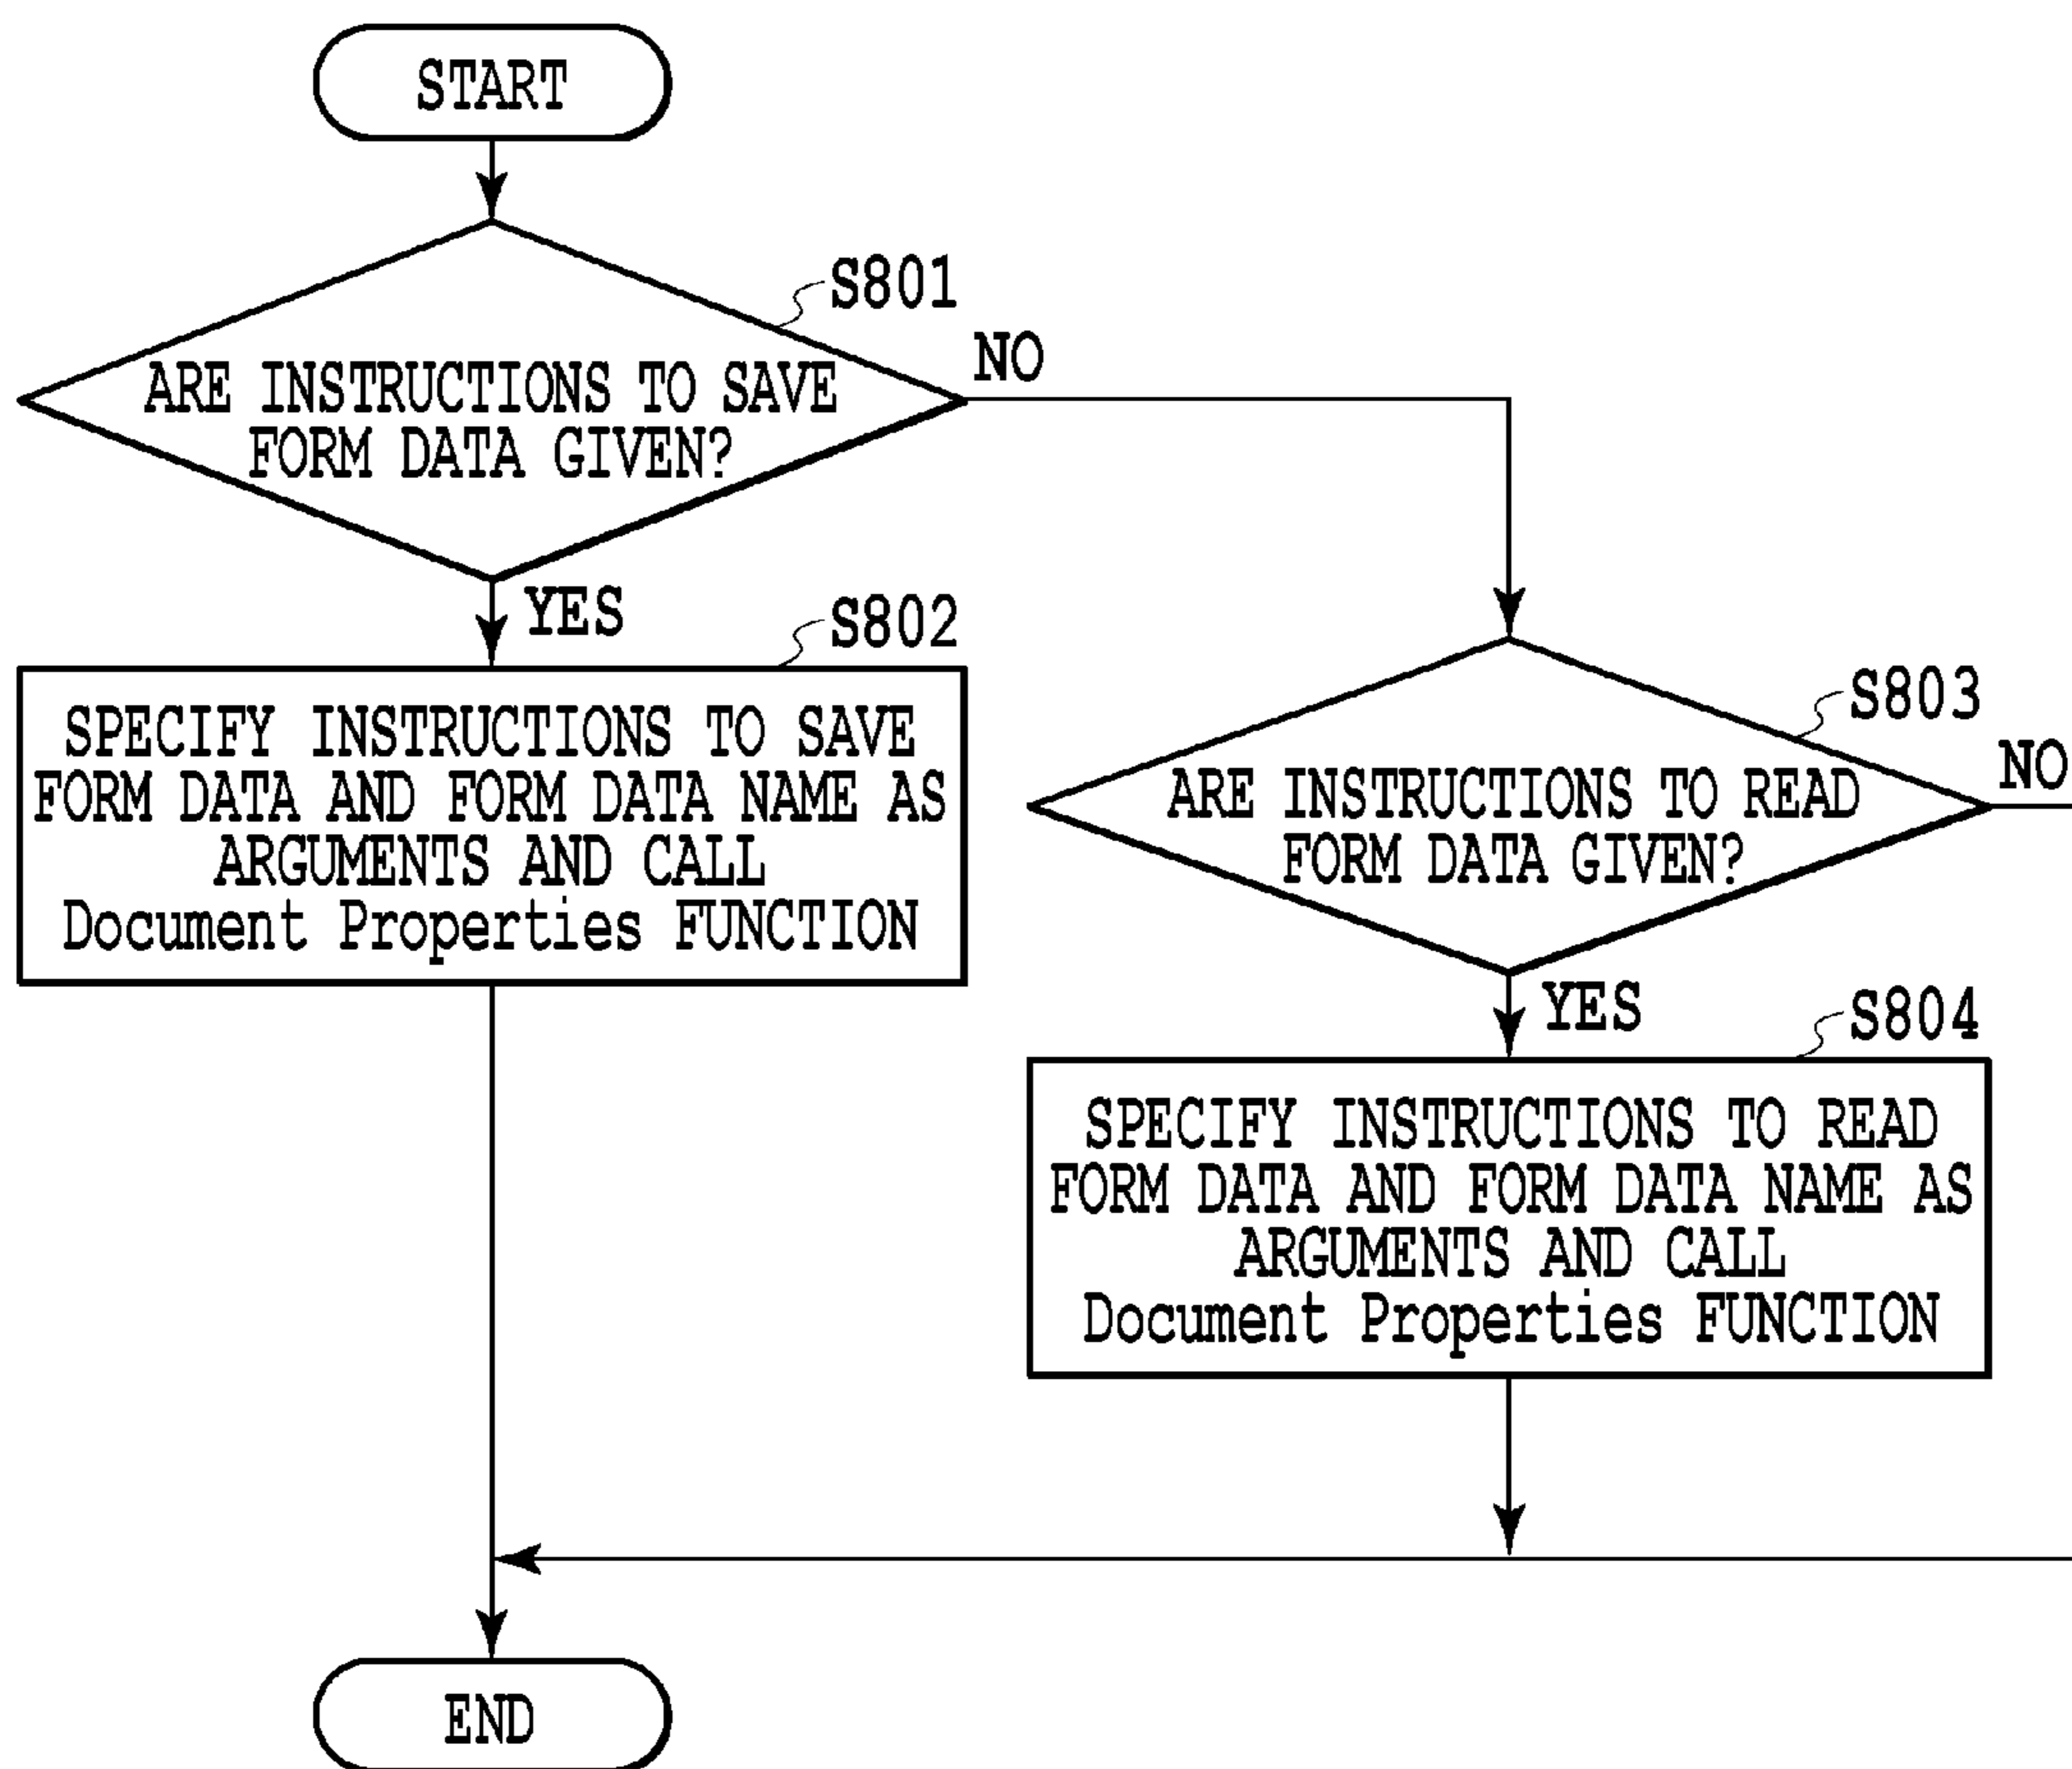 START
S801
NO
ARE INSTRUCTIONS TO SAVE
FORM DATA GIVEN?
YES
S802
SPECIFY INSTRUCTIONS TO SAVE
FORM DATA AND FORM DATA NAME AS
ARGUMENTS AND CALL
Document Properties FUNCTION
S803
NO
ARE INSTRUCTIONS TO READ
FORM DATA GIVEN?
YES
S804
SPECIFY INSTRUCTIONS TO READ
FORM DATA AND FORM DATA NAME AS
ARGUMENTS AND CALL
Document Properties FUNCTION
END